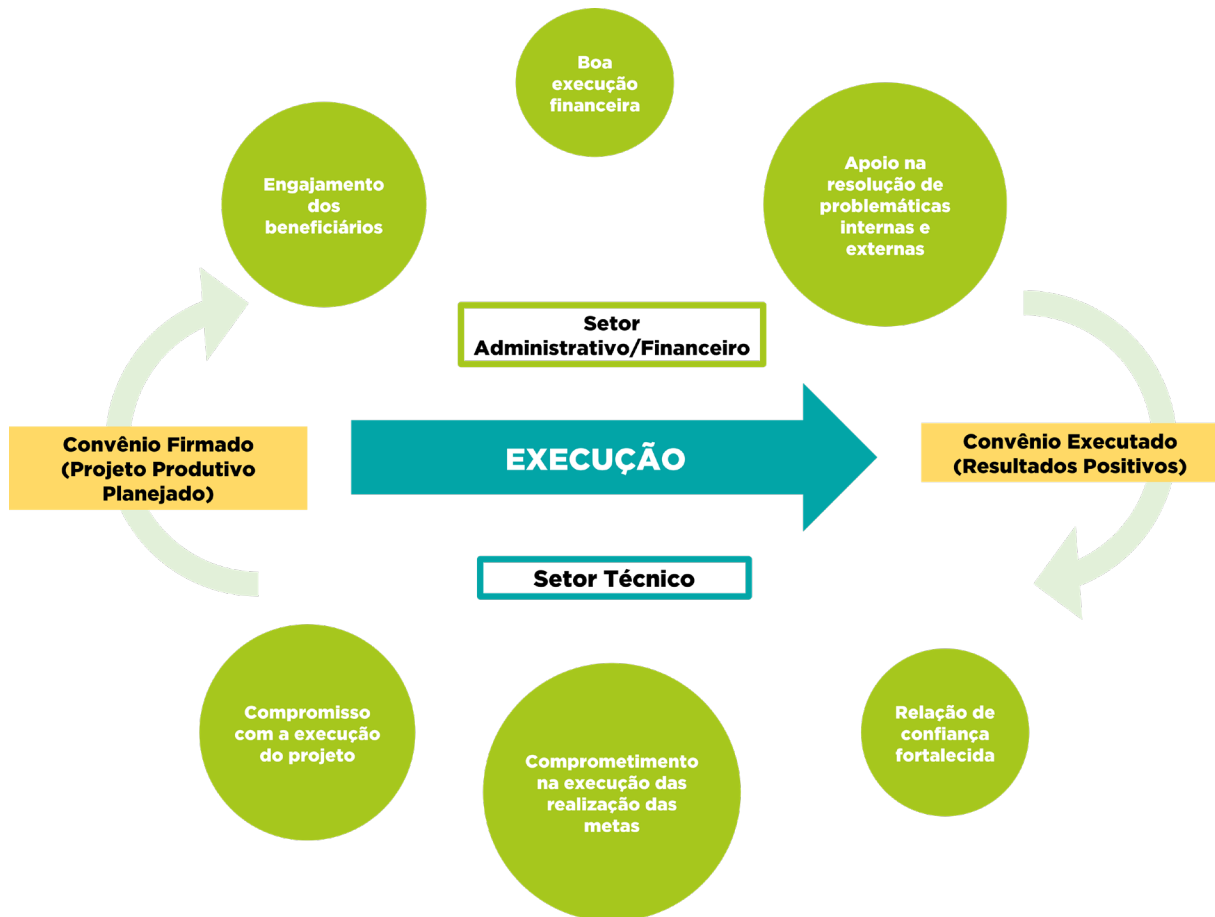 Boa
execução
financeira
Engajamento
dos
beneficiários
Apoio na
resolução de
problemáticas
internas e
externas
Setor
Administrativo/Financeiro
Convênio Firmado
(Projeto Produtivo
Planejado)
EXECUÇÃO
Convênio Executado
(Resultados Positivos)
Setor Técnico
Compromisso
com a execução
do projeto
Comprometimento
na execução das
realização das
metas
Relação de
confiança
fortalecida